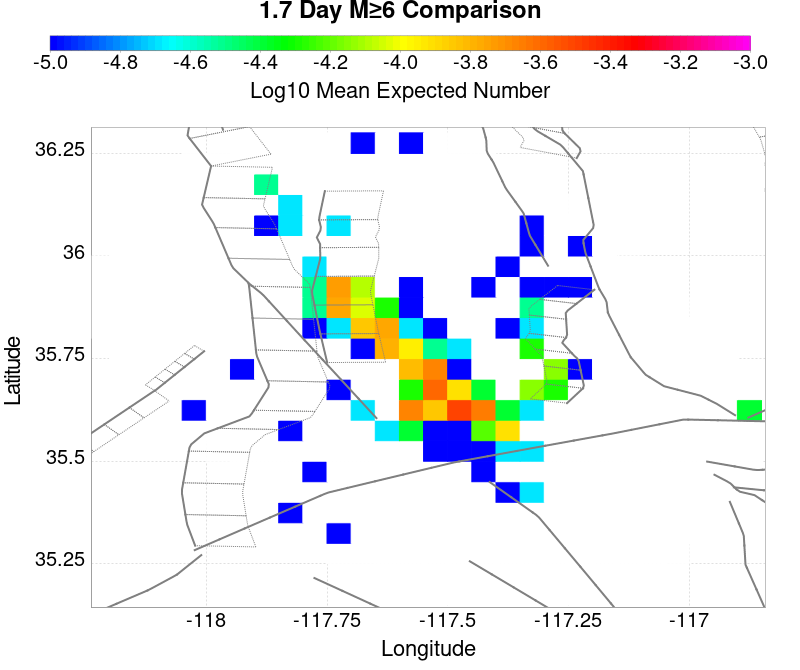 1.7 Day M≥6 Comparison
-5.0 -4.8 -4.6 -4.4 -4.2 -4.0 -3.8 -3.6 -3.4 -3.2 -3.0
Log10 Mean Expected Number
36.25
36
35.75
35.5
35.25
Latitude
-118 -117.75 -117.5 -117.25 -117
Longitude